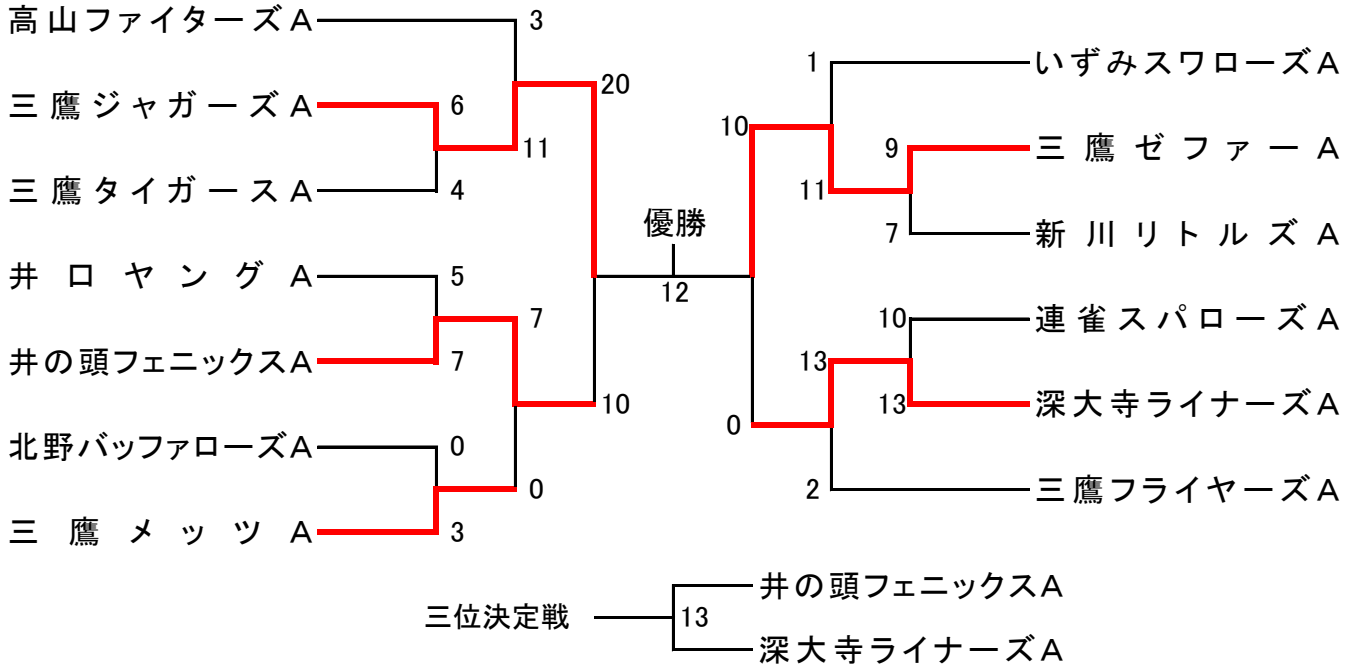 高山ファイターズA
3
20
三鷹ジャガーズA
6
11
三鷹タイガースA
4
井口ヤングA
5
7
井の頭フェニックスA
7
10
北野バッファローズA
0
0
三鷹メッツA
3
優勝
12
1
いずみスワローズA
10
9
三鷹ゼファーA
11
7
新川リトルズA
10
連雀スパローズA
13
13
深大寺ライナーズA
0
2
三鷹フライヤーズA
三位決定戦
13
井の頭フェニックスA
深大寺ライナーズA